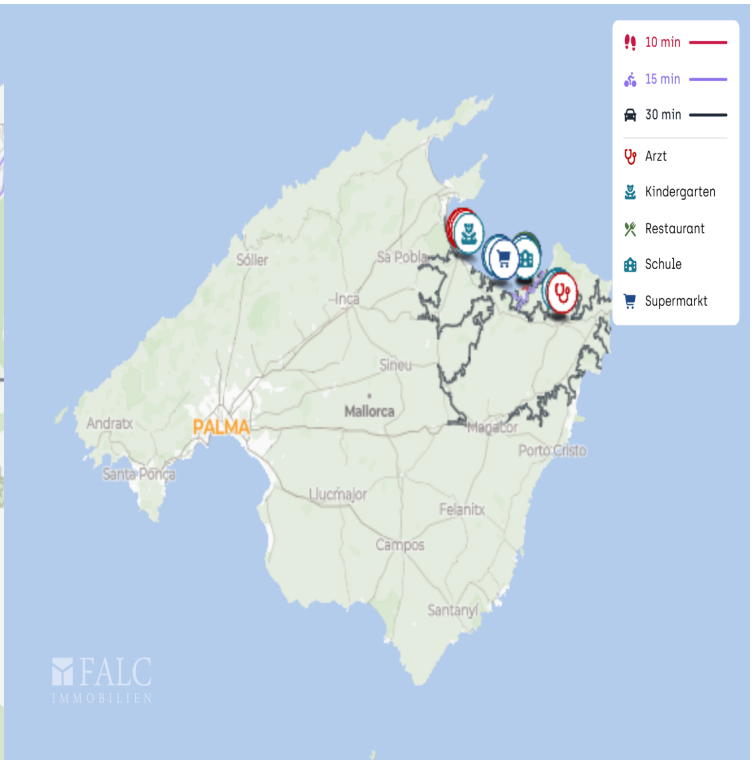 10 min
15 min
30 min
Arzt
Kindergarten
Restaurant
Schule
Supermarkt
Sóller
Sa Pobla
Inca
Sineu
Mallorca
Andratx
PALMA
Manacor
Santa Ponça
Porto Cristo
Llucmajor
Felanitx
Campos
Santanyí
FALC
IMMOBILIEN